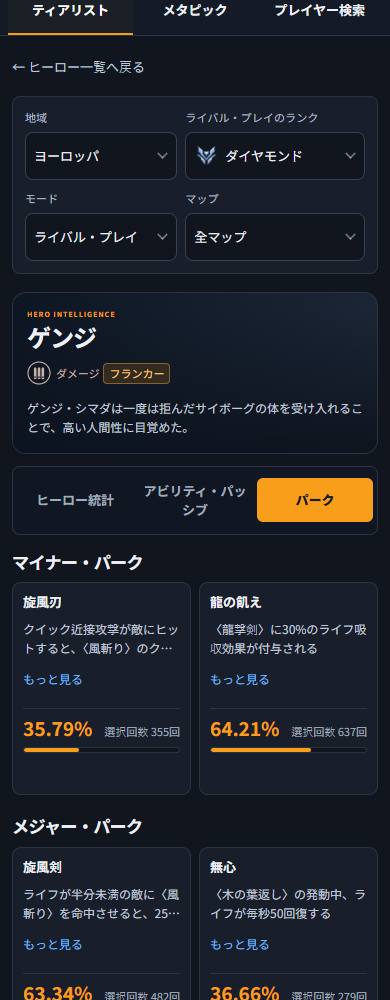 ティアリスト メタピック プレイヤー検索
← ヒーロー一覧へ戻る
地域
ヨーロッパ
ライバル・プレイのランク
ダイヤモンド
モード
ライバル・プレイ
マップ
全マップ
HERO INTELLIGENCE
ゲンジ
ダメージ フランカー
ゲンジ・シマダは一度は拒んだサイボーグの体を受け入れるこ
とで、高い人間性に目覚めた。
ヒーロー統計
アビリティ・パッ
シブ
パーク
マイナー・パーク
旋風刃
クイック近接攻撃が敵にヒッ
トすると、〈風斬り〉のク…
もっと見る
35.79% 選択回数 355回
龍の飢え
〈龍撃剣〉に30%のライフ吸
収効果が付与される
もっと見る
64.21% 選択回数 637回
メジャー・パーク
旋風剣
ライフが半分未満の敵に〈風
斬り〉を命中させると、25…
もっと見る
63.34% 選択回数 482回
無心
〈木の葉返し〉の発動中、ラ
イフが毎秒50回復する
もっと見る
36.66% 選択回数 279回